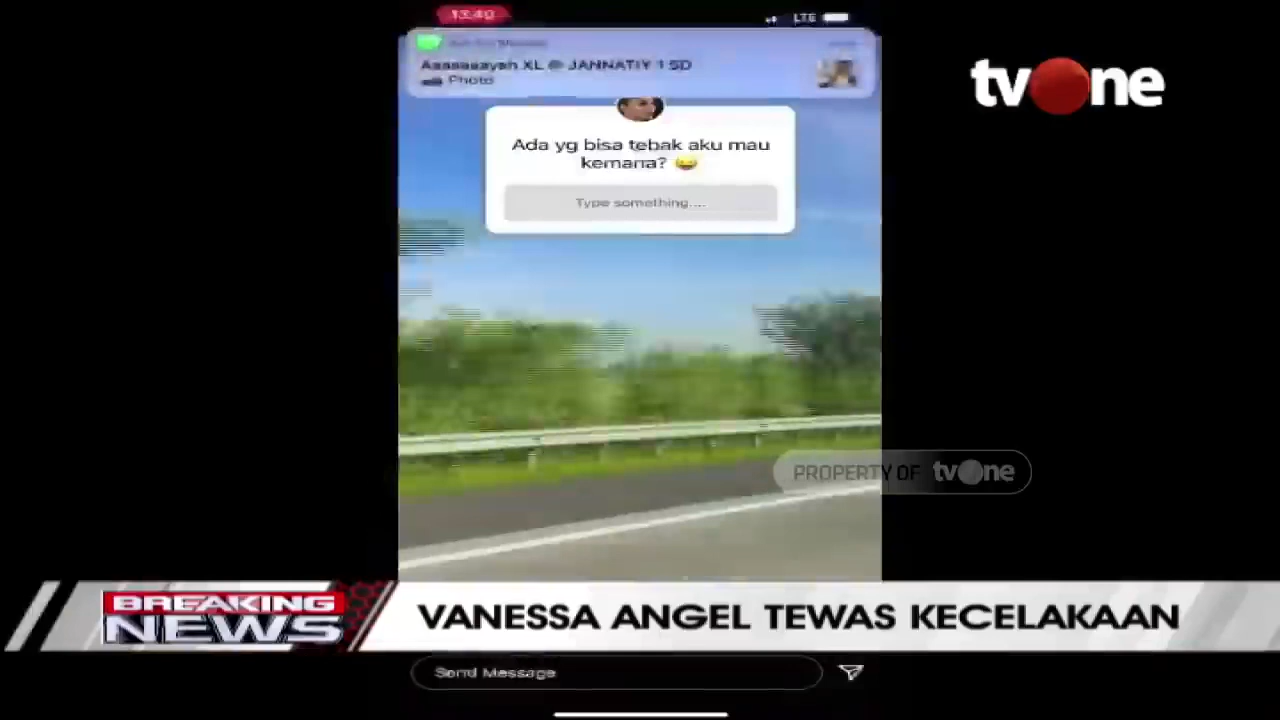 13.40
LTE
Aaaaaaayah XL @ JANNATIY 1 SD
Photo
tvOne
Ada yg bisa tebak aku mau
kemana? 😂
Type something....
PROPERTY OF tvOne
BREAKING
NEWS
VANESSA ANGEL TEWAS KECELAKAAN
Send Message